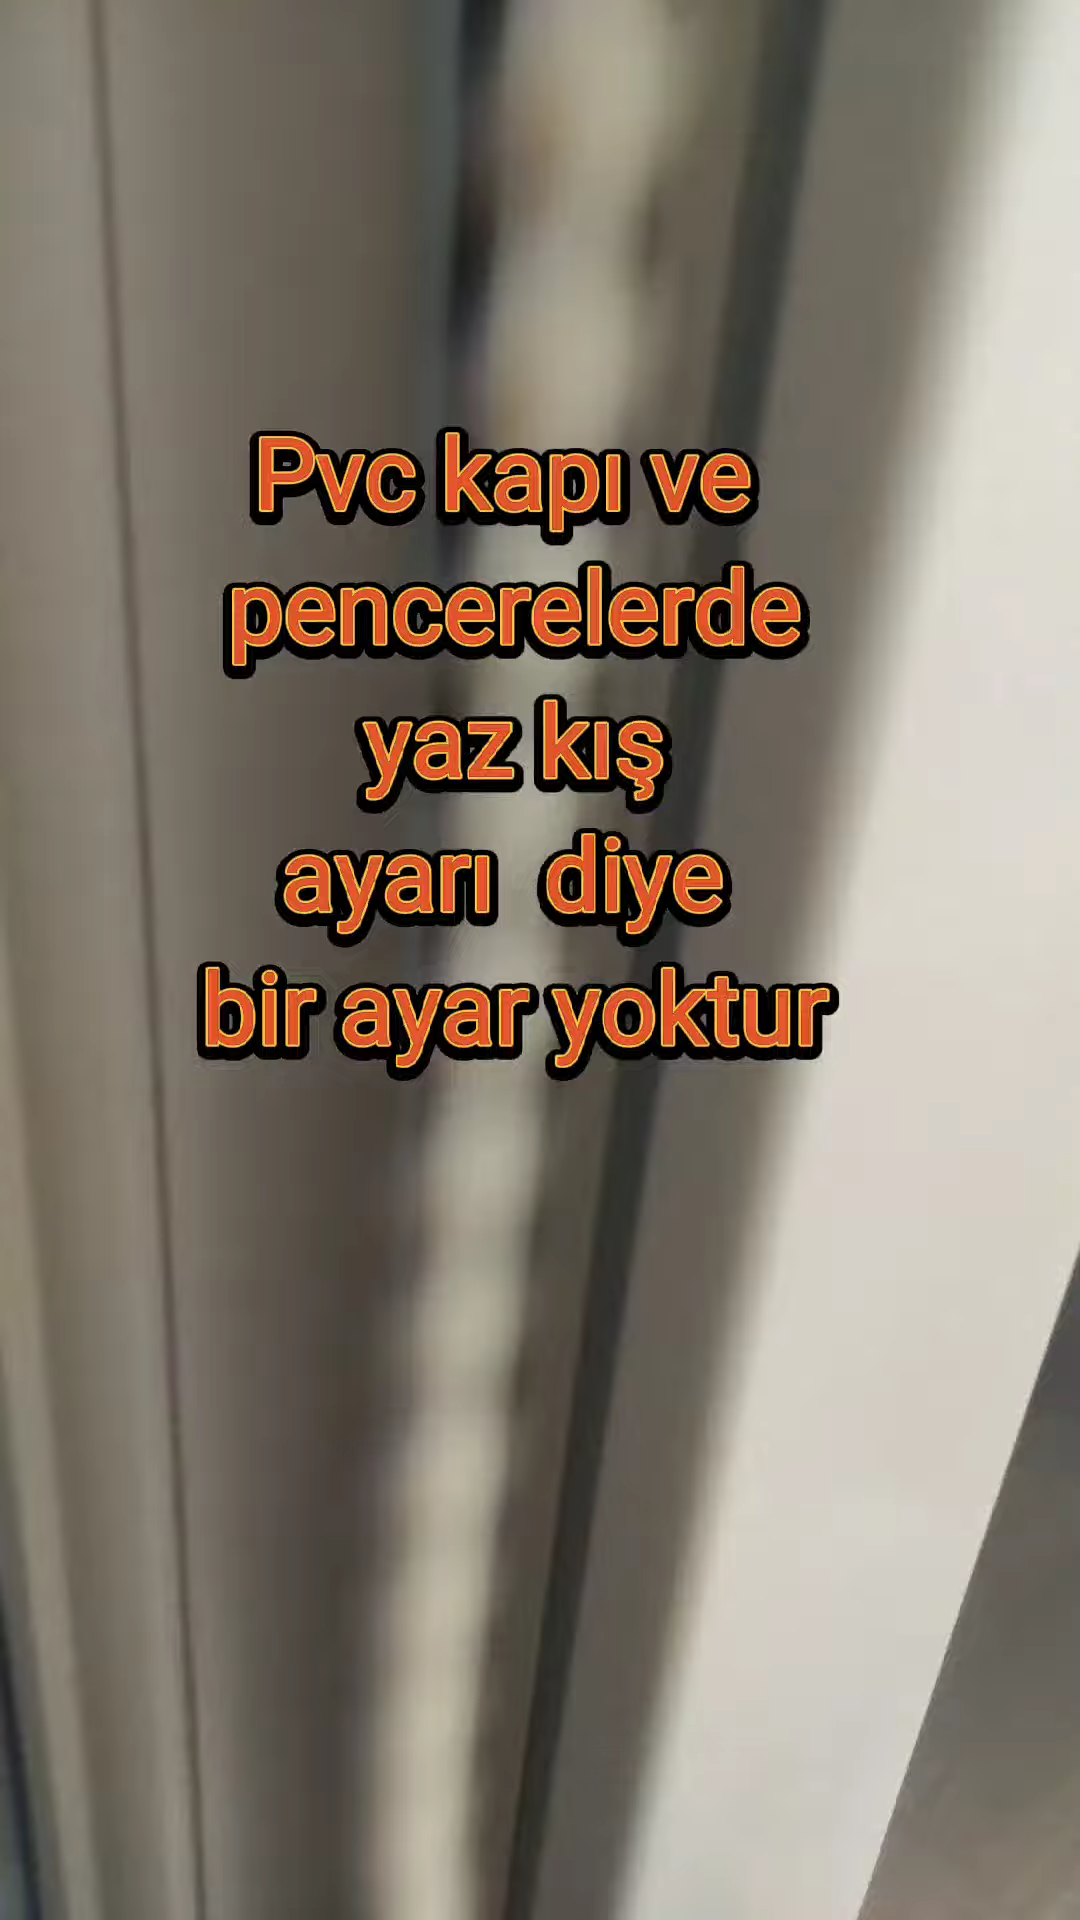 Pvc kapı ve
pencerelerde
yaz kış
ayarı diye
bir ayar yoktur